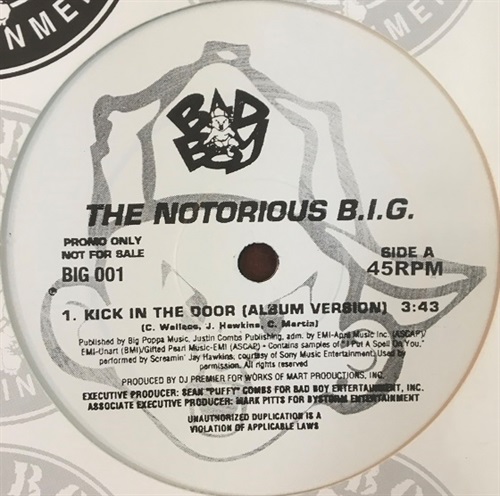 BAD
BOY
THE NOTORIOUS B.I.G.
PROMO ONLY
NOT FOR SALE
BIG 001
SIDE A
45RPM
1. KICK IN THE DOOR (ALBUM VERSION) 3:43
(C. Wallace, J. Hawkins, C. Martin)
Published by Big Poppa Music, Justin Combs Publishing, adm. by EMI-April Music Inc. (ASCAP)/
EMI-Unart (BMI)/Gifted Pearl Music-EMI (ASCAP) - Contains samples of "I Put A Spell On You,"
performed by Screamin' Jay Hawkins, courtesy of Sony Music Entertainment. Used by
permission. All rights reserved
PRODUCED BY DJ PREMIER FOR WORKS OF MART PRODUCTIONS, INC.
EXECUTIVE PRODUCER: SEAN "PUFFY" COMBS FOR BAD BOY ENTERTAINMENT, INC.
ASSOCIATE EXECUTIVE PRODUCER: MARK PITTS FOR BYSTORM ENTERTAINMENT
UNAUTHORIZED DUPLICATION IS A
VIOLATION OF APPLICABLE LAWS